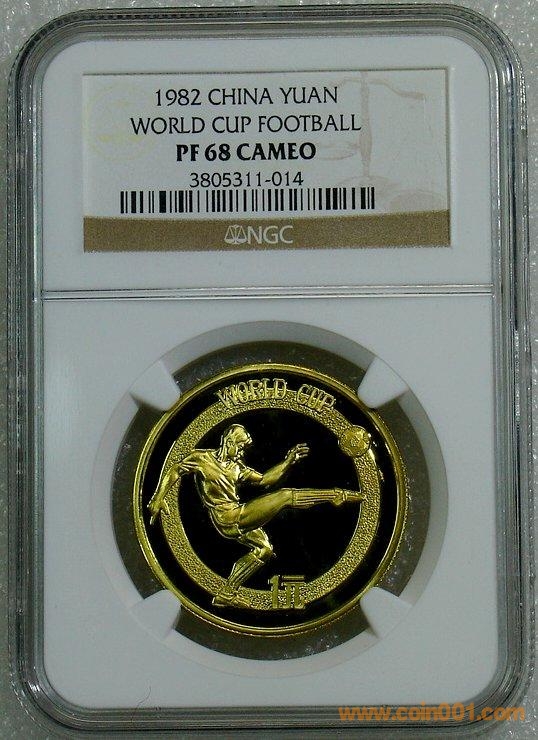 1982 CHINA YUAN
WORLD CUP FOOTBALL
PF 68 CAMEO
3805311-014
NGC
WORLD CUP
1元
www.coin001.com